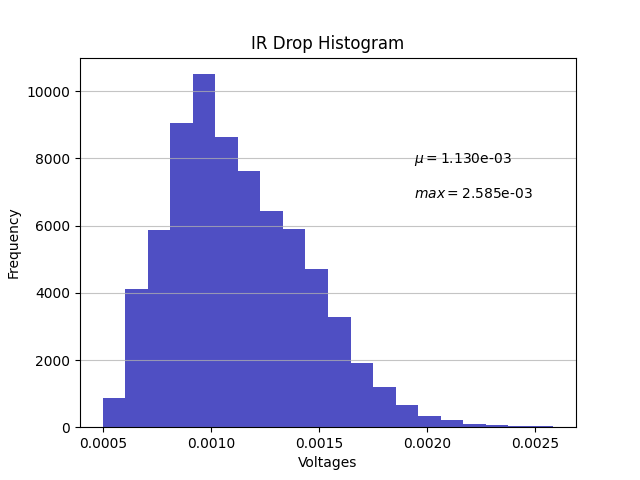 IR Drop Histogram
10000
8000
6000
4000
2000
0
Frequency
μ = 1.130e-03
max = 2.585e-03
0.0005 0.0010 0.0015 0.0020 0.0025
Voltages